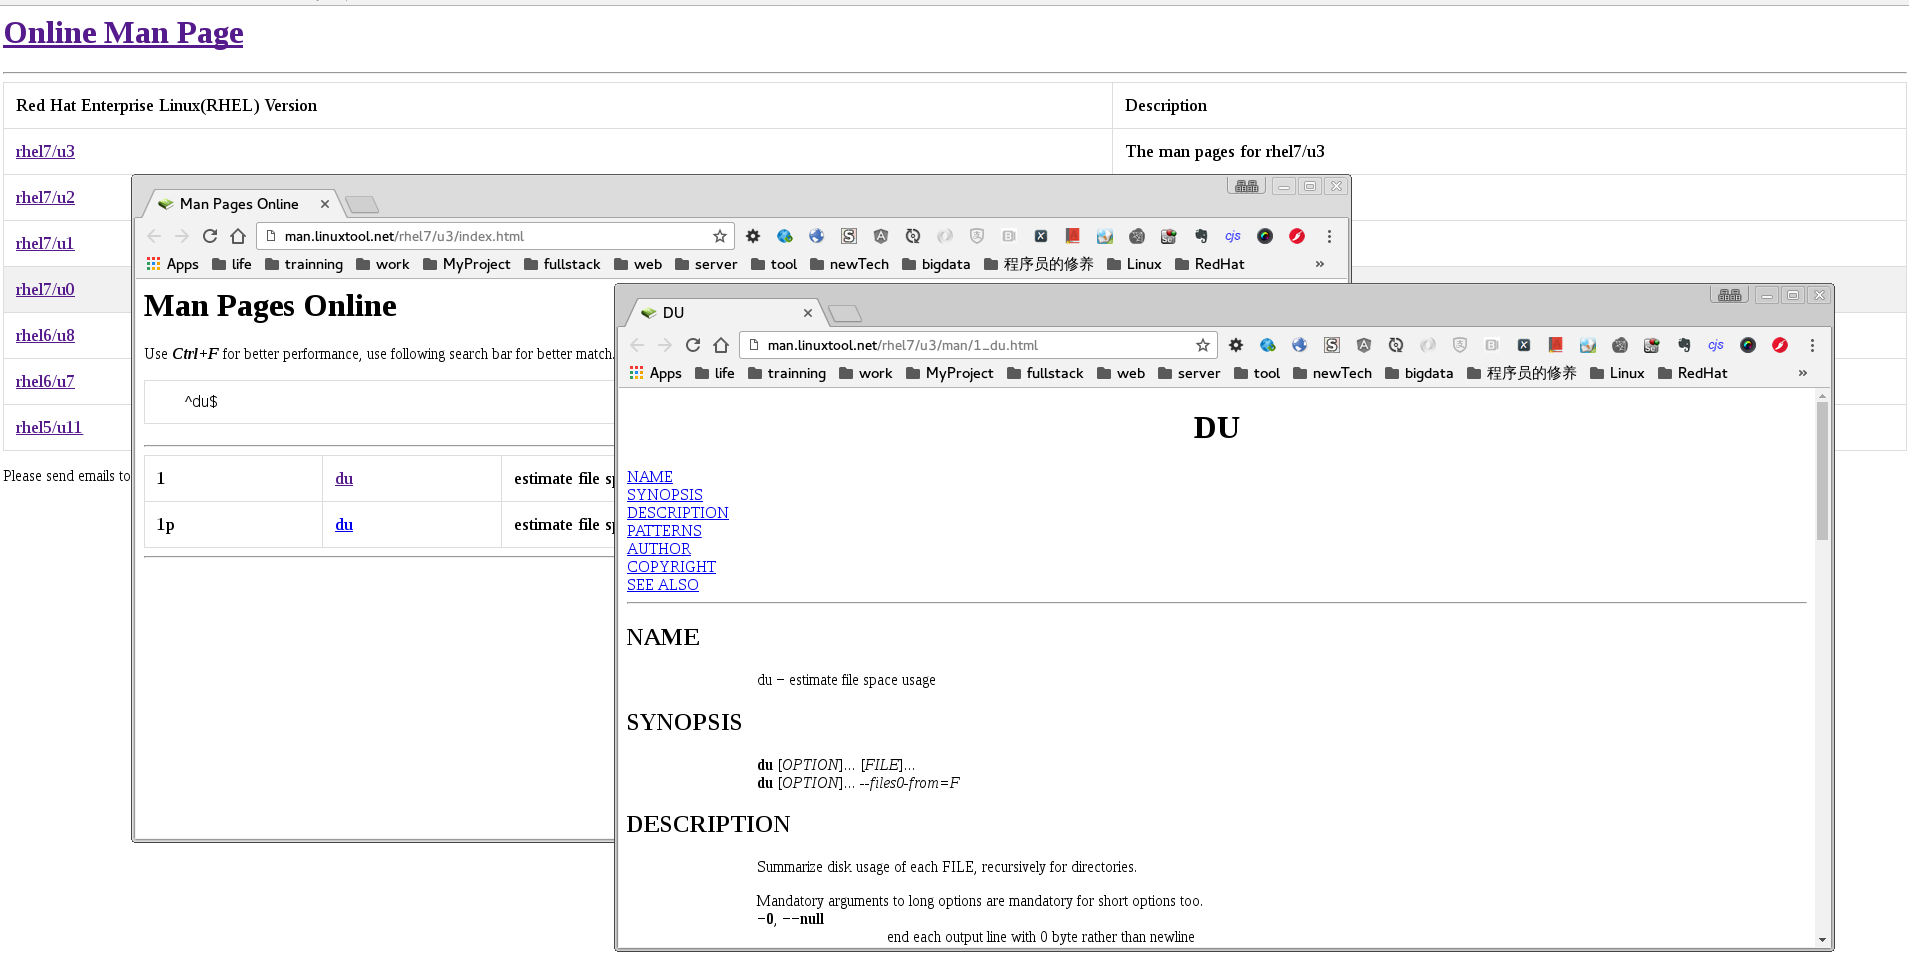 Online Man Page
Red Hat Enterprise Linux(RHEL) Version Description
rhel7/u3 The man pages for rhel7/u3
rhel7/u2
rhel7/u1
rhel7/u0
rhel6/u8
rhel6/u7
rhel5/u11
Please send emails to
Man Pages Online
man.linuxtool.net/rhel7/u3/index.html
cjs
Apps life trainning work MyProject fullstack web server tool newTech bigdata 程序员的修养 Linux RedHat »
Man Pages Online
Use Ctrl+F for better performance, use following search bar for better match.
^du$
1 du estimate file
1p du estimate file
DU
man.linuxtool.net/rhel7/u3/man/1_du.html
cjs
Apps life trainning work MyProject fullstack web server tool newTech bigdata 程序员的修养 Linux RedHat »
DU
NAME
SYNOPSIS
DESCRIPTION
PATTERNS
AUTHOR
COPYRIGHT
SEE ALSO
NAME
du − estimate file space usage
SYNOPSIS
du [OPTION]... [FILE]...
du [OPTION]... --files0-from=F
DESCRIPTION
Summarize disk usage of each FILE, recursively for directories.
Mandatory arguments to long options are mandatory for short options too.
−0, −−null
end each output line with 0 byte rather than newline